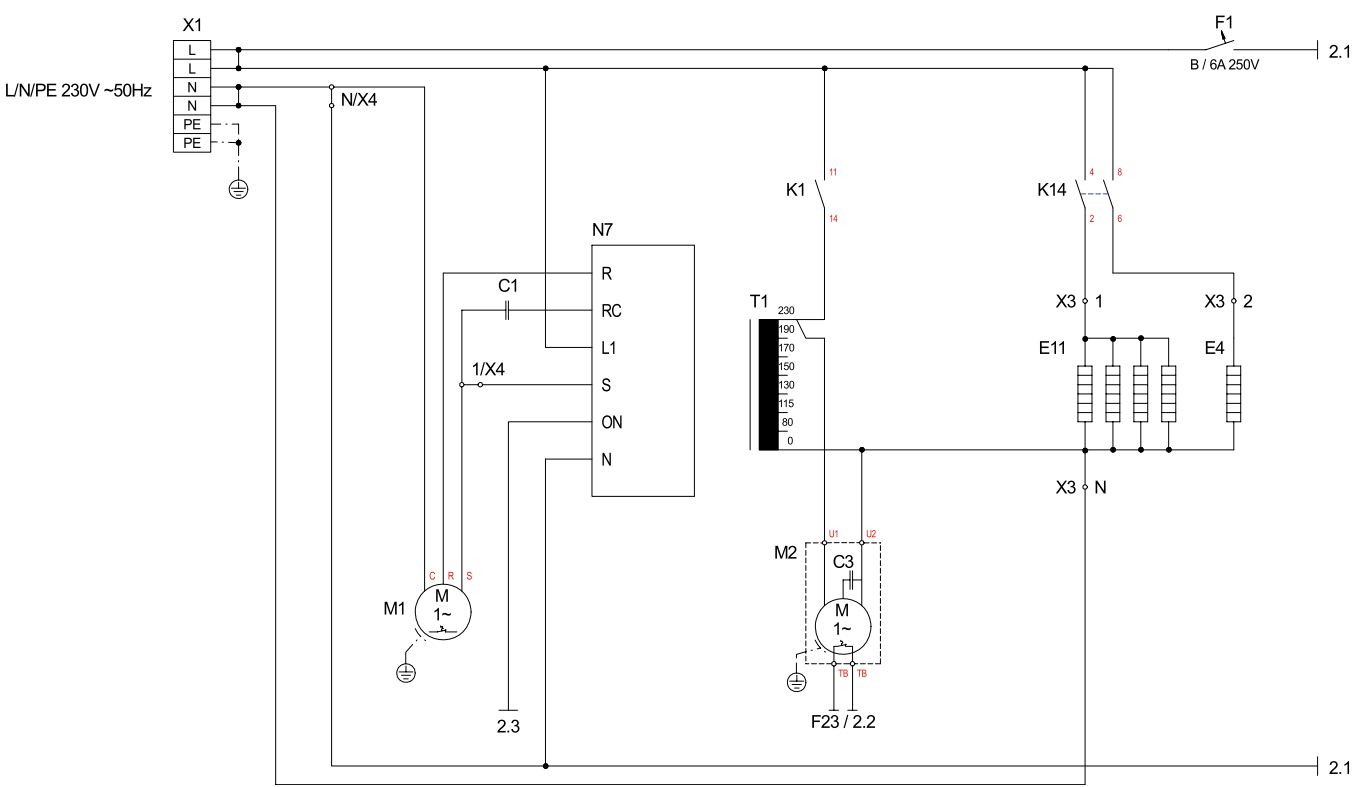 X1
F1
L
2.1
L
B / 6A 250V
L/N/PE 230V ~50Hz
N
N/X4
N
PE
PE
11
4
8
K1
K14
14
2
6
N7
R
C1
RC
T1
230
X3 1
X3 2
190
L1
170
E11
E4
1/X4
150
S
130
115
ON
80
0
N
X3 N
U1
U2
M2
C3
C
R
S
M1
M
1~
M
1~
TB
TB
2.3
F23 / 2.2
2.1